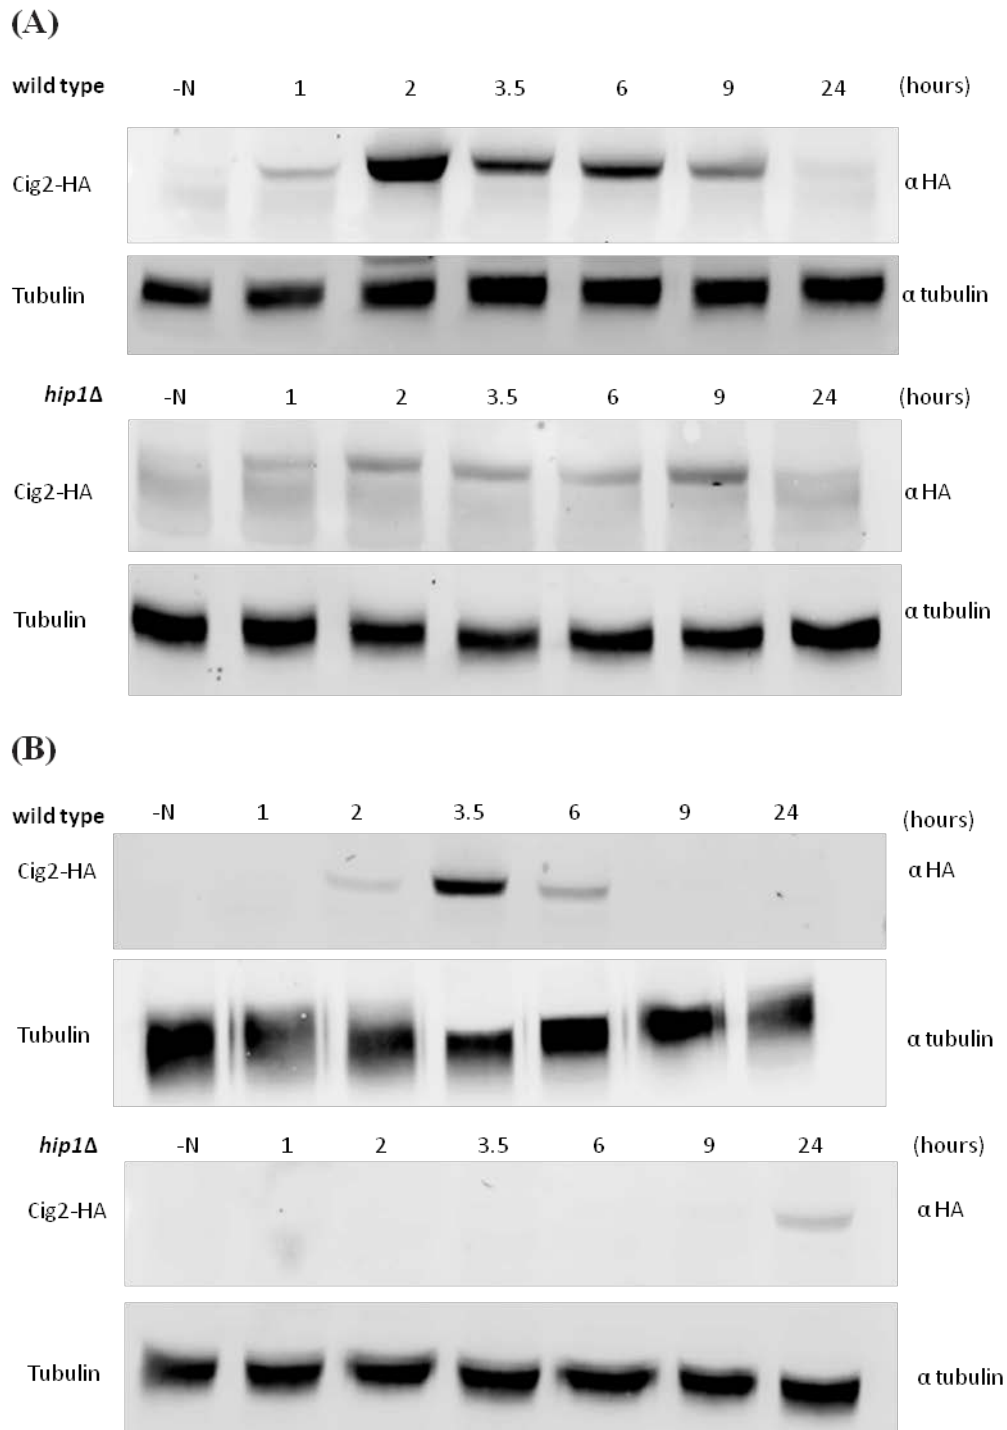 (A)
wild type -N 1 2 3.5 6 9 24 (hours)
Cig2-HA α HA
Tubulin α tubulin
hip1Δ -N 1 2 3.5 6 9 24 (hours)
Cig2-HA α HA
Tubulin α tubulin
(B)
wild type -N 1 2 3.5 6 9 24 (hours)
Cig2-HA α HA
Tubulin α tubulin
hip1Δ -N 1 2 3.5 6 9 24 (hours)
Cig2-HA α HA
Tubulin α tubulin